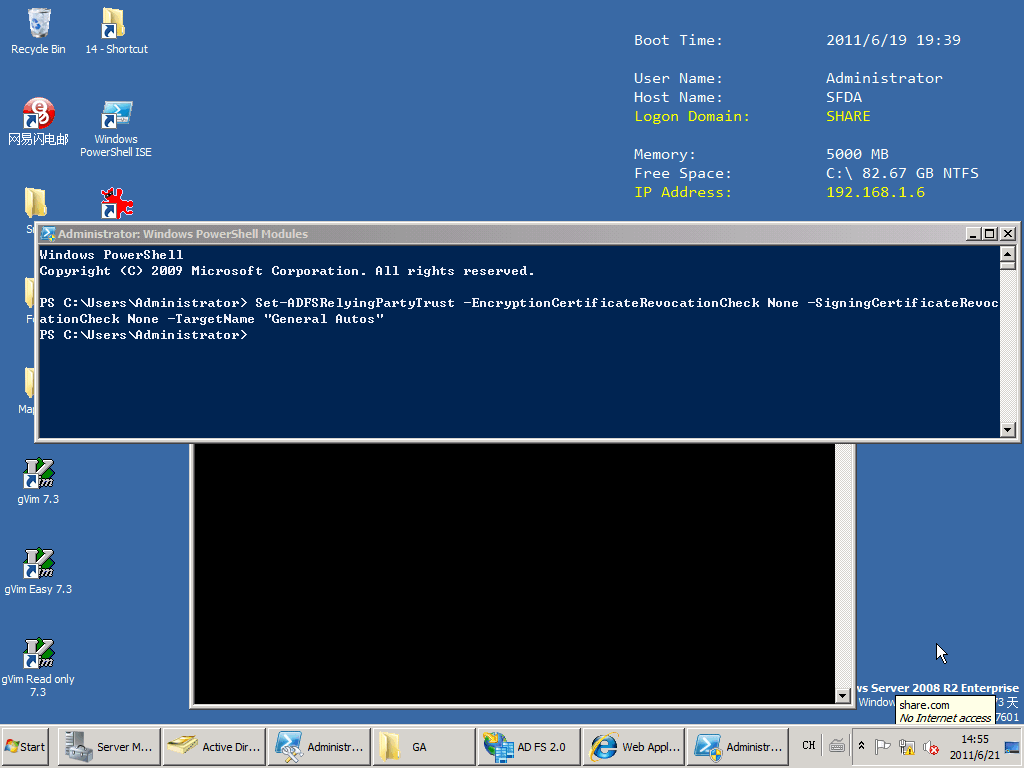 Recycle Bin
14 - Shortcut
网易闪电邮
Windows
PowerShell ISE
Boot Time: 2011/6/19 19:39
User Name: Administrator
Host Name: SFDA
Logon Domain: SHARE
Memory: 5000 MB
Free Space: C:\ 82.67 GB NTFS
IP Address: 192.168.1.6
Administrator: Windows PowerShell Modules
Windows PowerShell
Copyright (C) 2009 Microsoft Corporation. All rights reserved.
PS C:\Users\Administrator> Set-ADFSRelyingPartyTrust -EncryptionCertificateRevocationCheck None -SigningCertificateRevoc
ationCheck None -TargetName "General Autos"
PS C:\Users\Administrator>
gVim 7.3
gVim Easy 7.3
gVim Read only
7.3
ws Server 2008 R2 Enterprise
Window
天
7601
share.com
No Internet access
Start
Server M...
Active Dir...
Administr...
GA
AD FS 2.0
Web Appl...
Administr...
CH
14:55
2011/6/21